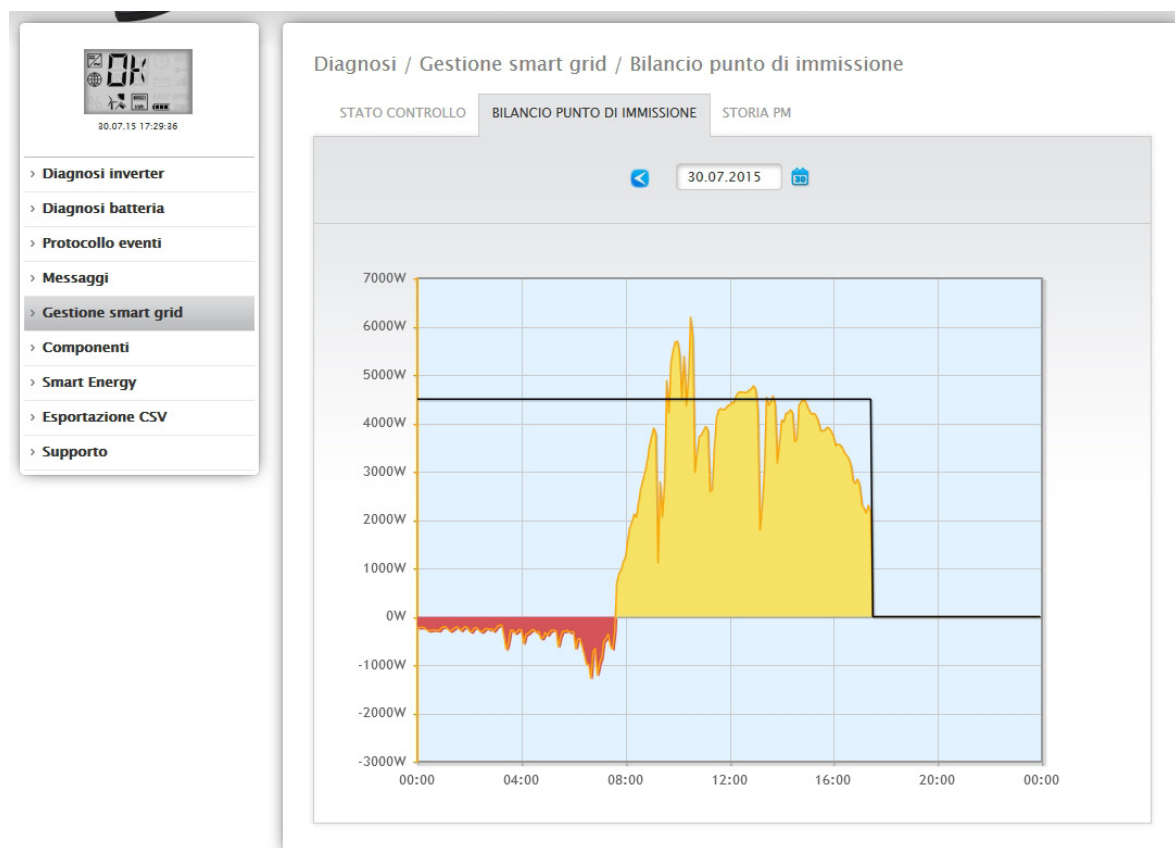 OK
30.07.15 17:29:36
Diagnosi inverter
Diagnosi batteria
Protocollo eventi
Messaggi
Gestione smart grid
Componenti
Smart Energy
Esportazione CSV
Supporto
Diagnosi / Gestione smart grid / Bilancio punto di immissione
STATO CONTROLLO BILANCIO PUNTO DI IMMISSIONE STORIA PM
30.07.2015 30
7000W
6000W
5000W
4000W
3000W
2000W
1000W
0W
-1000W
-2000W
-3000W
00:00 04:00 08:00 12:00 16:00 20:00 00:00